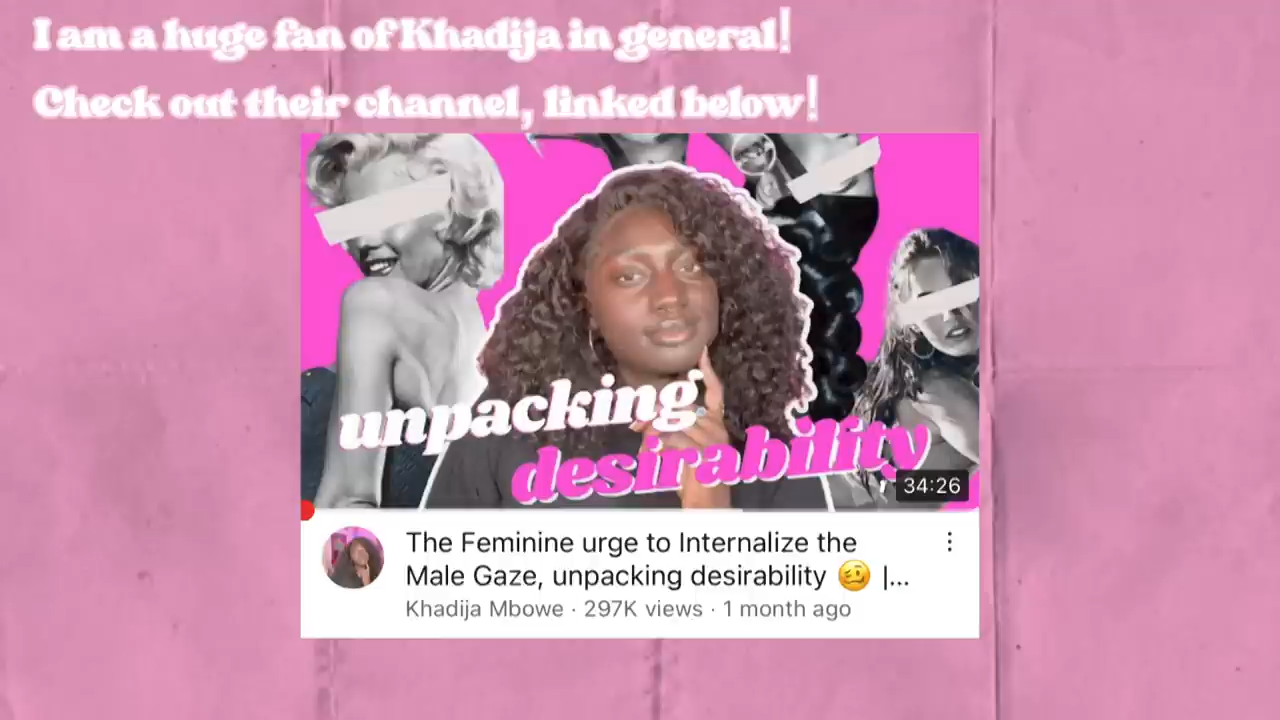 I am a huge fan of Khadija in general!
Check out their channel, linked below!
unpacking
desirability
34:26
The Feminine urge to Internalize the
Male Gaze, unpacking desirability 🥴 |...
Khadija Mbowe · 297K views · 1 month ago